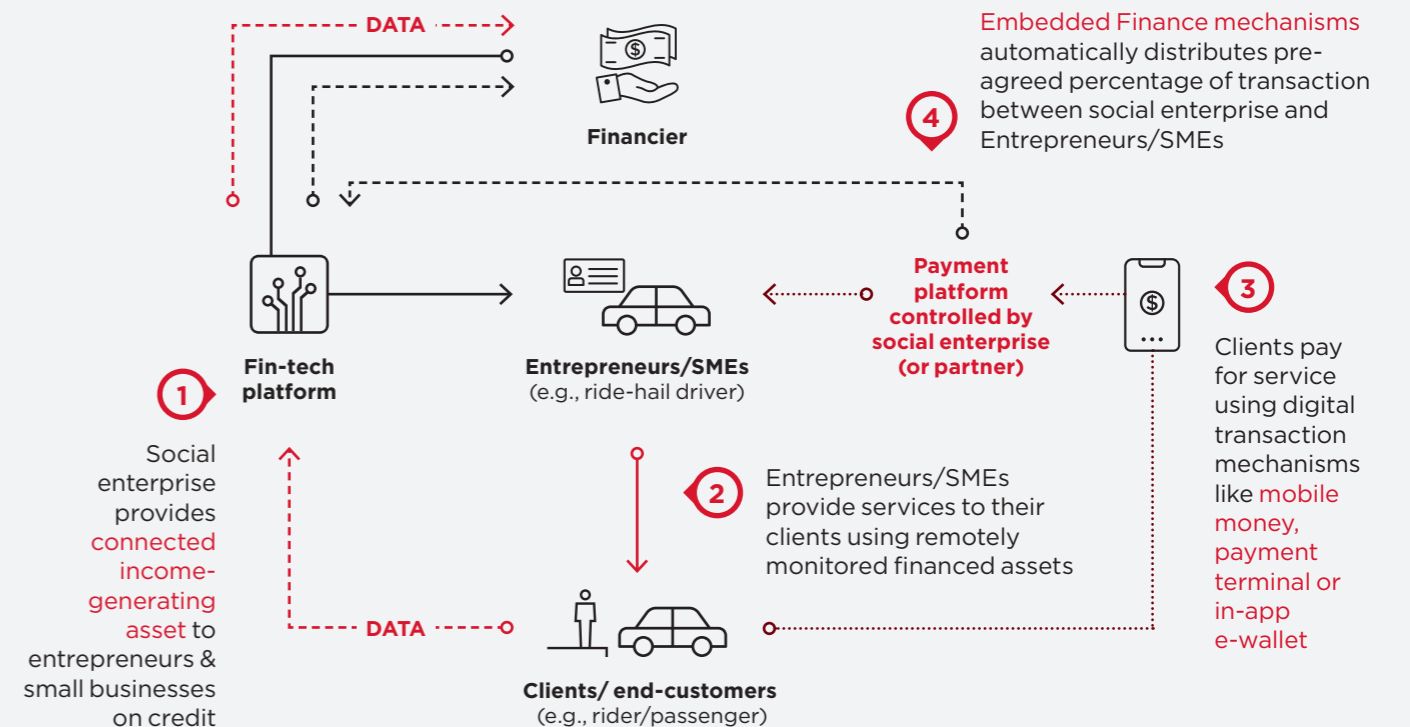 DATA
Financier
Embedded Finance mechanisms
automatically distributes pre-
agreed percentage of transaction
between social enterprise and
Entrepreneurs/SMEs
4
Fin-tech
platform
Entrepreneurs/SMEs
(e.g., ride-hail driver)
Payment
platform
controlled by
social enterprise
(or partner)
$
$
3
Clients pay
for service
using digital
transaction
mechanisms
like mobile
money,
payment
terminal or
in-app
e-wallet
1
Social
enterprise
provides
connected
income-
generating
asset to
entrepreneurs &
small businesses
on credit
2
Entrepreneurs/SMEs
provide services to their
clients using remotely
monitored financed assets
DATA
Clients/ end-customers
(e.g., rider/passenger)